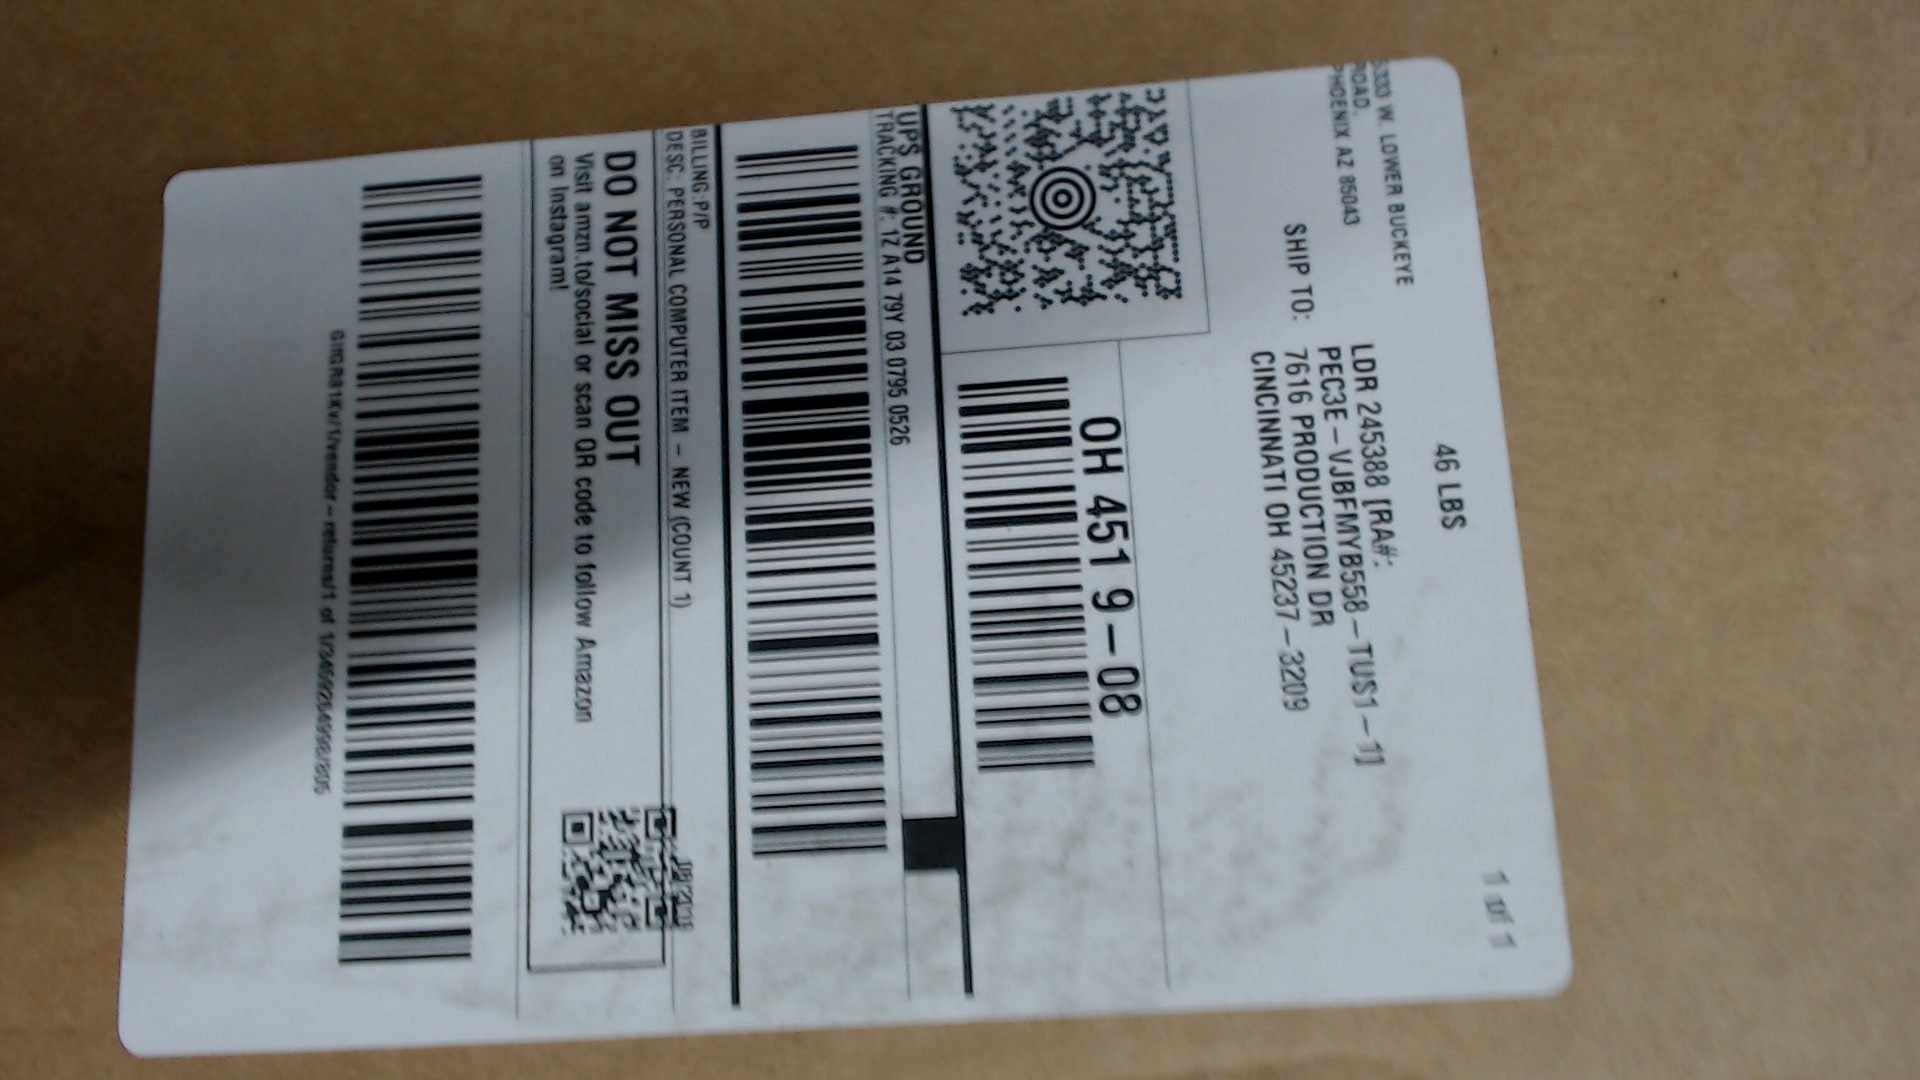 6333 W. LOWER BUCKEYE
ROAD.
PHOENIX AZ 85043
46 LBS
1 OF 1
SHIP TO:
LDR 245388 [RA#:
PEC3E-VJBFMYB558-TUS1-1]
7616 PRODUCTION DR
CINCINNATI OH 45237-3209
OH 451 9-08
UPS GROUND
TRACKING #: 1Z A14 79Y 03 0795 0526
BILLING:P/P
DESC: PERSONAL COMPUTER ITEM - NEW (COUNT 1)
DO NOT MISS OUT
Visit amzn.to/social or scan QR code to follow Amazon
on Instagram!